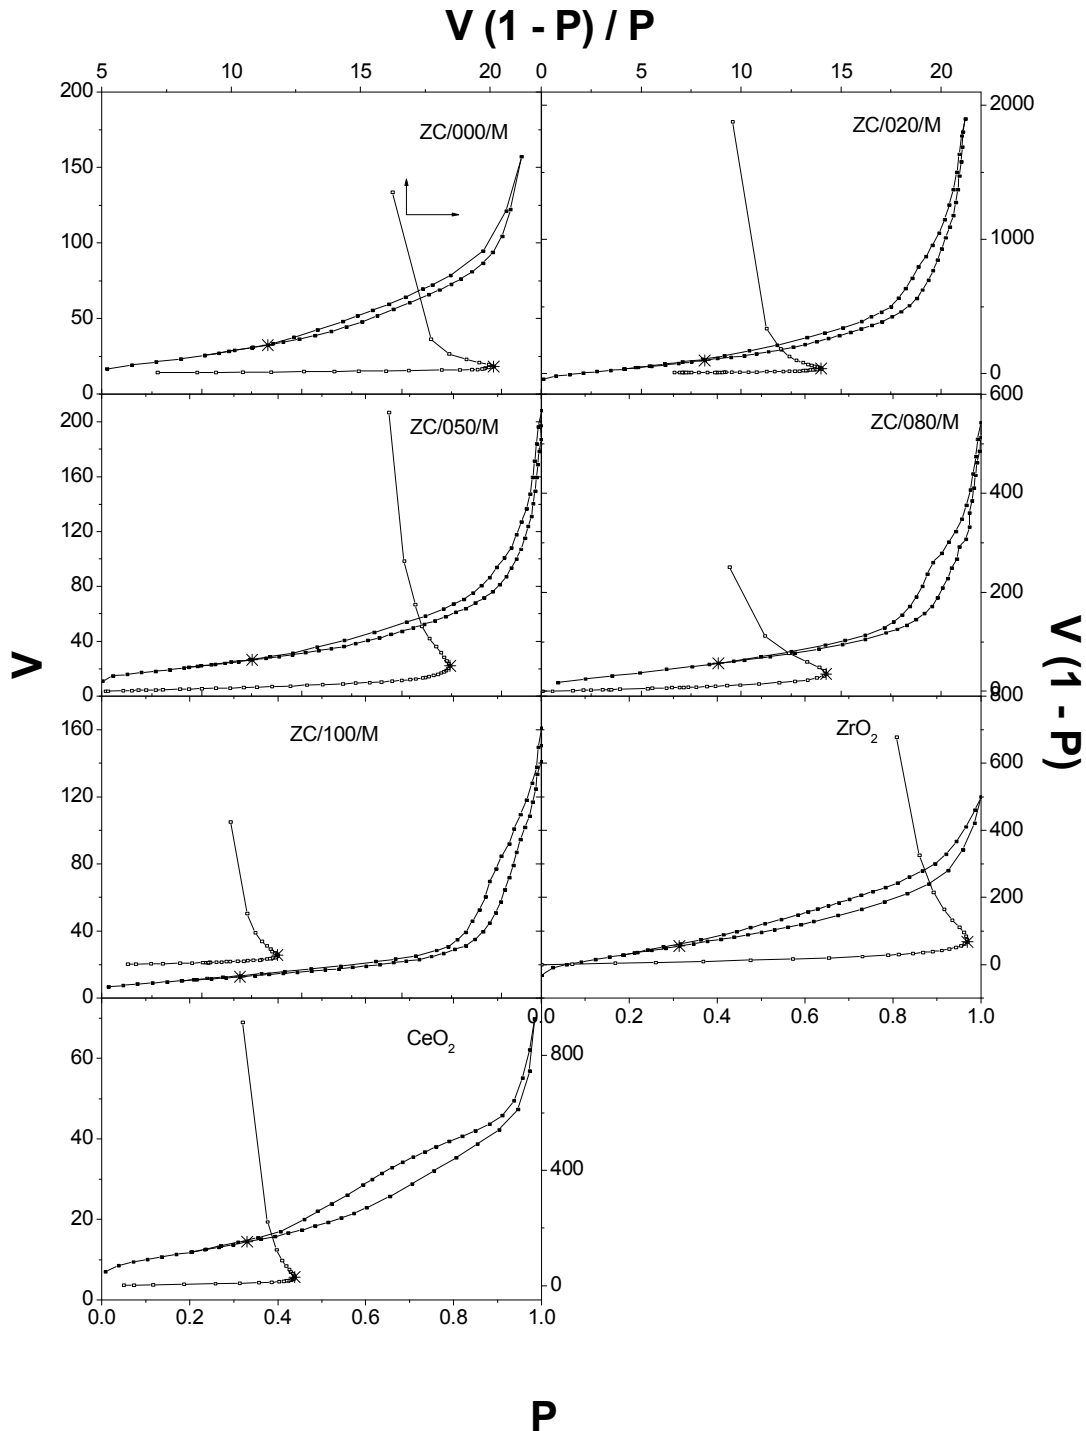 V (1 - P) / P
5 10 15 20 0 5 10 15 20
200 ZC/000/M ZC/020/M 2000
150
100 1000
50
0 0
600
200 ZC/050/M ZC/080/M
160 400
120
80 200
40
0 0
V V (1 - P)
800
160 ZC/100/M ZrO2
120 600
80 400
40 200
0 0
0.0 0.2 0.4 0.6 0.8 1.0
60 CeO2 800
40 400
20
0 0
0.0 0.2 0.4 0.6 0.8 1.0
P